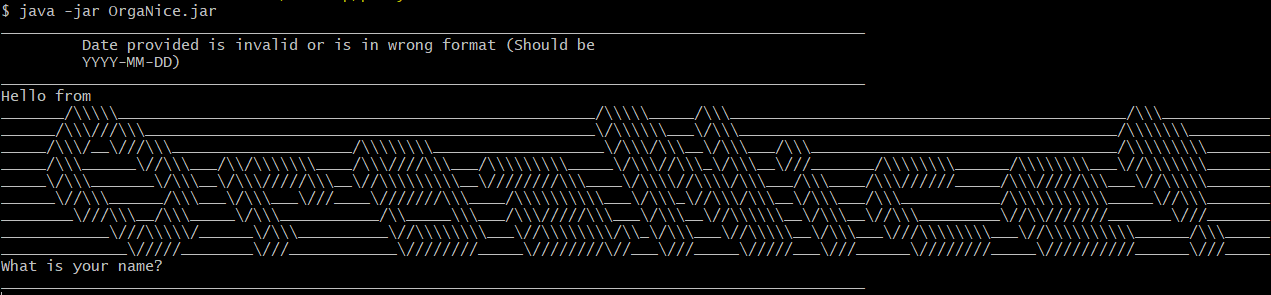 $ java -jar OrgaNice.jar
Date provided is invalid or is in wrong format (Should be
YYYY-MM-DD)
Hello from
OrgaNice!
What is your name?